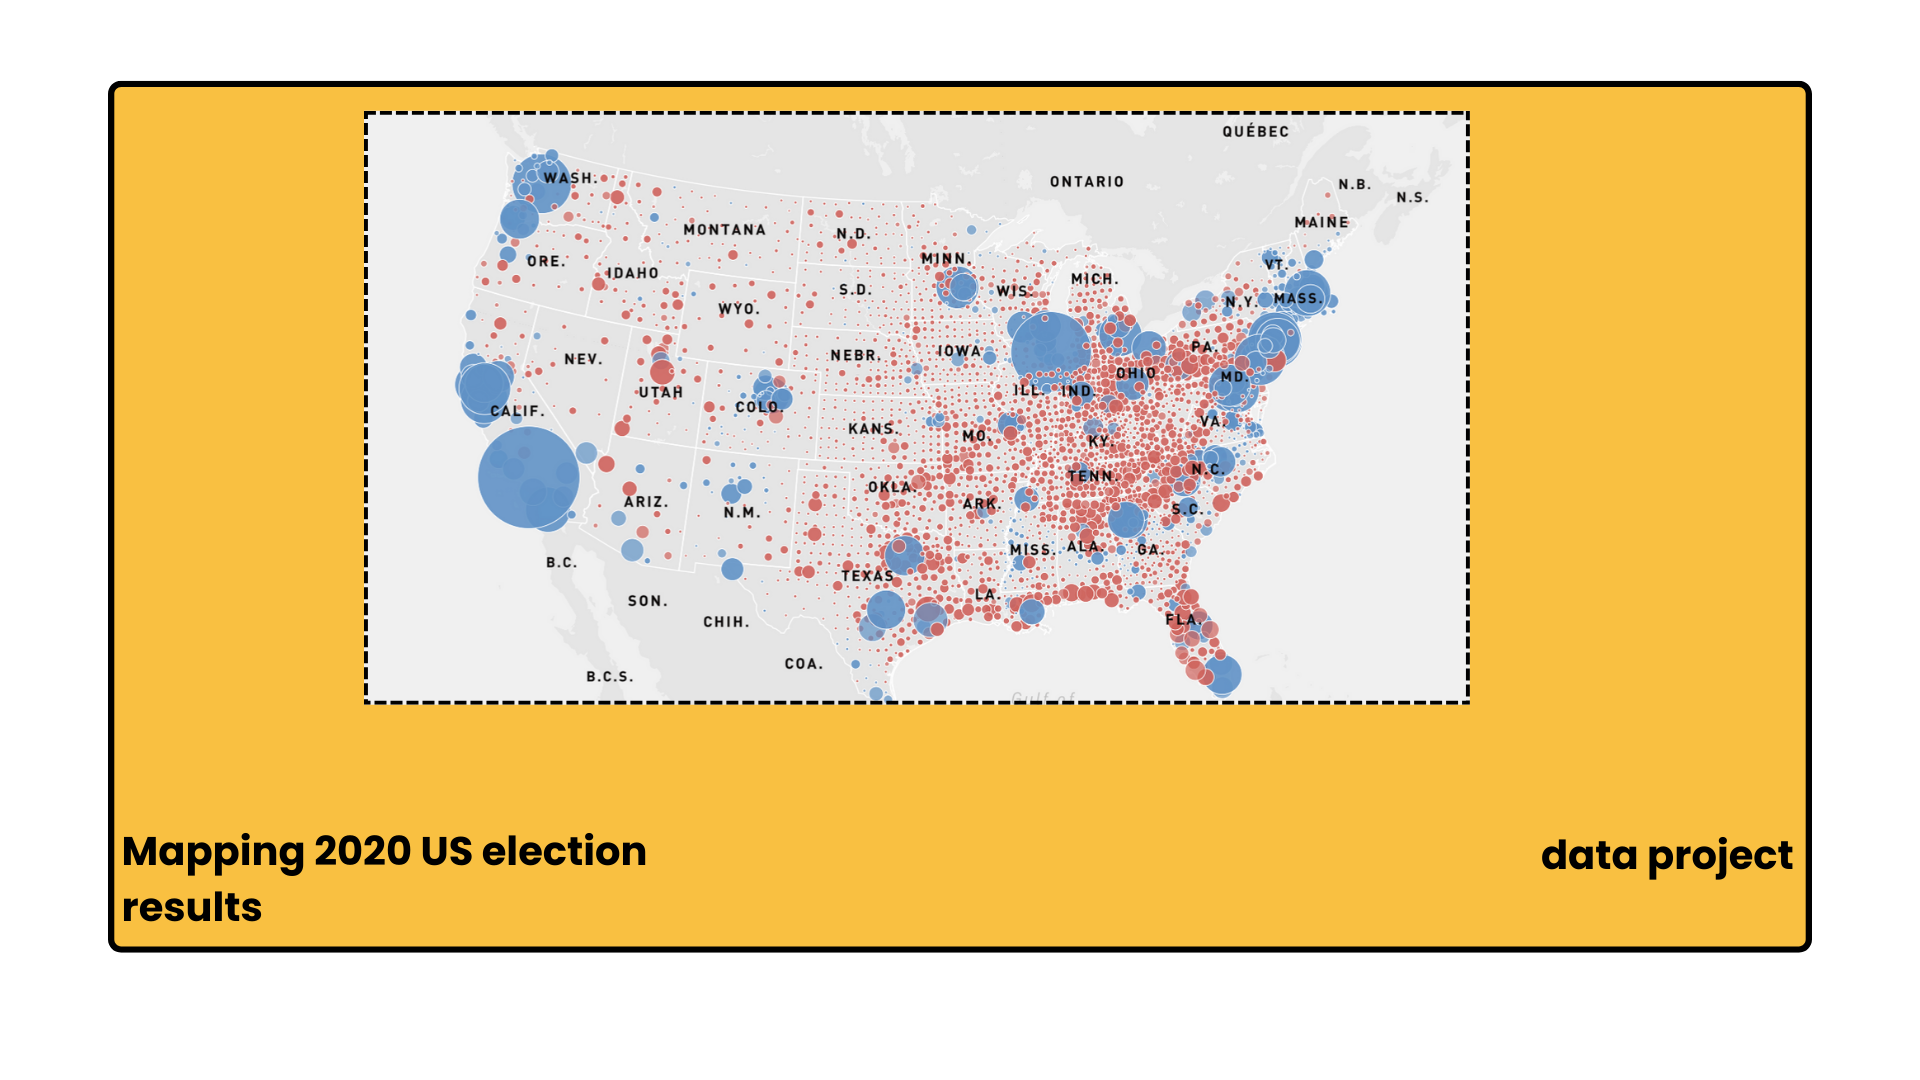 QUÉBEC
ONTARIO
WASH.
N.B.
N.S.
MAINE
MONTANA
N.D.
MINN.
VT.
ORE.
IDAHO
MICH.
S.D.
WIS.
N.Y.
MASS.
WYO.
NEV.
NEBR.
IOWA
PA.
OHIO
MD.
UTAH
ILL.
IND.
CALIF.
COLO.
KANS.
MO.
VA.
KY.
N.C.
TENN.
OKLA.
ARIZ.
N.M.
ARK.
S.C.
MISS.
ALA.
GA.
B.C.
TEXAS
SON.
LA.
CHIH.
FLA.
COA.
B.C.S.
Gulf of
Mapping 2020 US election
results
data project